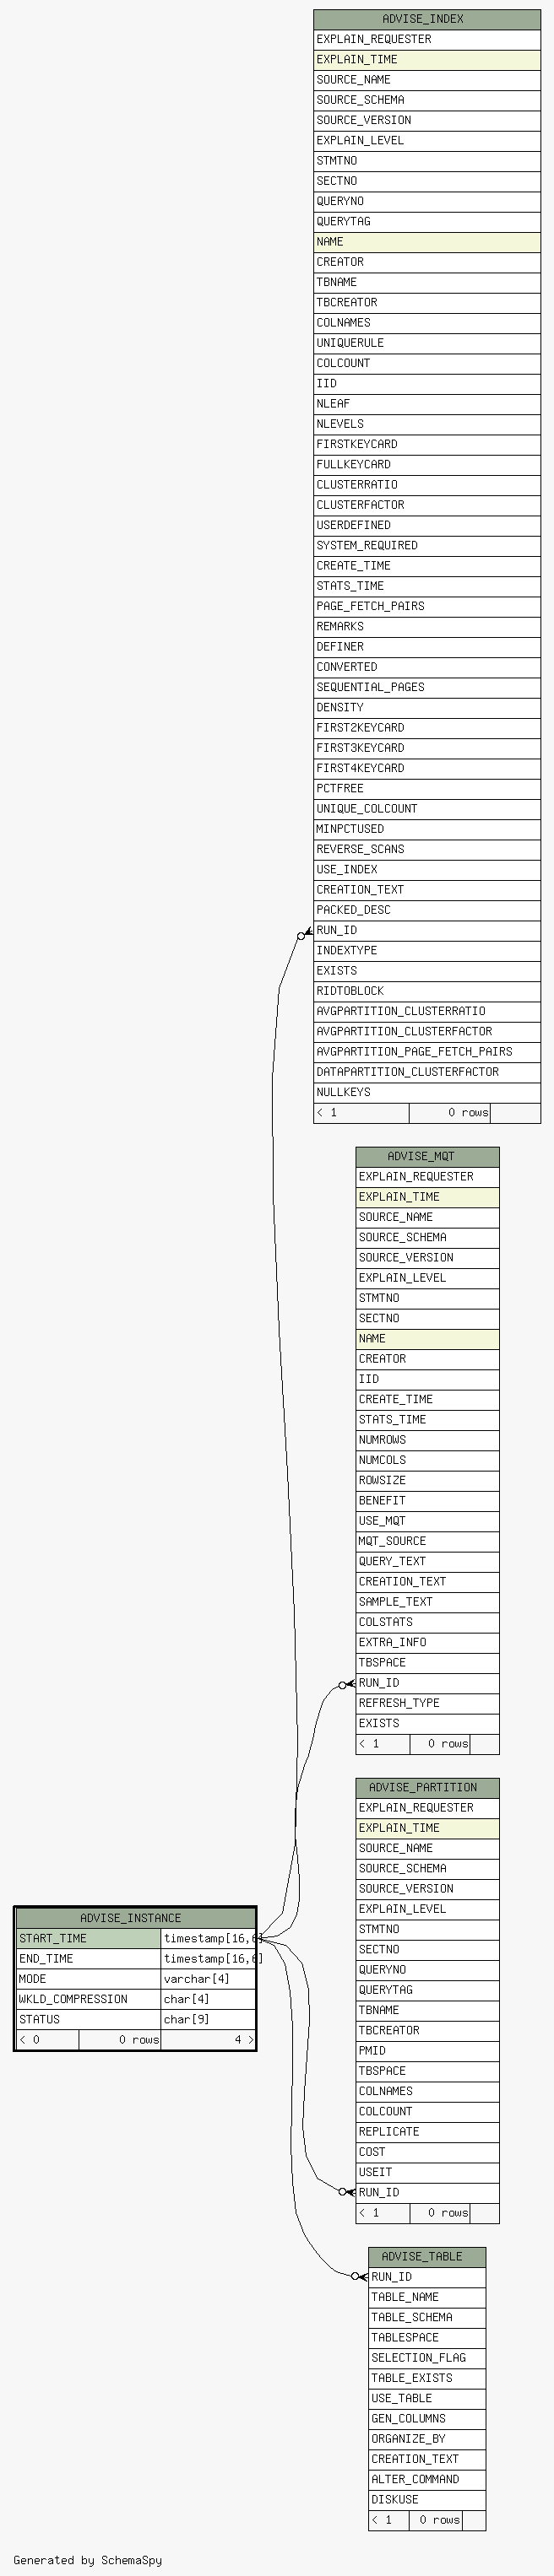 ADVISE_INDEX
EXPLAIN_REQUESTER
EXPLAIN_TIME
SOURCE_NAME
SOURCE_SCHEMA
SOURCE_VERSION
EXPLAIN_LEVEL
STMTNO
SECTNO
QUERYNO
QUERYTAG
NAME
CREATOR
TBNAME
TBCREATOR
COLNAMES
UNIQUERULE
COLCOUNT
IID
NLEAF
NLEVELS
FIRSTKEYCARD
FULLKEYCARD
CLUSTERRATIO
CLUSTERFACTOR
USERDEFINED
SYSTEM_REQUIRED
CREATE_TIME
STATS_TIME
PAGE_FETCH_PAIRS
REMARKS
DEFINER
CONVERTED
SEQUENTIAL_PAGES
DENSITY
FIRST2KEYCARD
FIRST3KEYCARD
FIRST4KEYCARD
PCTFREE
UNIQUE_COLCOUNT
MINPCTUSED
REVERSE_SCANS
USE_INDEX
CREATION_TEXT
PACKED_DESC
RUN_ID
INDEXTYPE
EXISTS
RIDTOBLOCK
AVGPARTITION_CLUSTERRATIO
AVGPARTITION_CLUSTERFACTOR
AVGPARTITION_PAGE_FETCH_PAIRS
DATAPARTITION_CLUSTERFACTOR
NULLKEYS
< 1 0 rows
ADVISE_MQT
EXPLAIN_REQUESTER
EXPLAIN_TIME
SOURCE_NAME
SOURCE_SCHEMA
SOURCE_VERSION
EXPLAIN_LEVEL
STMTNO
SECTNO
NAME
CREATOR
IID
CREATE_TIME
STATS_TIME
NUMROWS
NUMCOLS
ROWSIZE
BENEFIT
USE_MQT
MQT_SOURCE
QUERY_TEXT
CREATION_TEXT
SAMPLE_TEXT
COLSTATS
EXTRA_INFO
TBSPACE
RUN_ID
REFRESH_TYPE
EXISTS
< 1 0 rows
ADVISE_PARTITION
EXPLAIN_REQUESTER
EXPLAIN_TIME
SOURCE_NAME
SOURCE_SCHEMA
SOURCE_VERSION
EXPLAIN_LEVEL
STMTNO
SECTNO
QUERYNO
QUERYTAG
TBNAME
TBCREATOR
PMID
TBSPACE
COLNAMES
COLCOUNT
REPLICATE
COST
USEIT
RUN_ID
< 1 0 rows
ADVISE_INSTANCE
START_TIME timestamp[16,6]
END_TIME timestamp[16,6]
MODE varchar[4]
WKLD_COMPRESSION char[4]
STATUS char[9]
< 0 0 rows 4 >
ADVISE_TABLE
RUN_ID
TABLE_NAME
TABLE_SCHEMA
TABLESPACE
SELECTION_FLAG
TABLE_EXISTS
USE_TABLE
GEN_COLUMNS
ORGANIZE_BY
CREATION_TEXT
ALTER_COMMAND
DISKUSE
< 1 0 rows
Generated by SchemaSpy